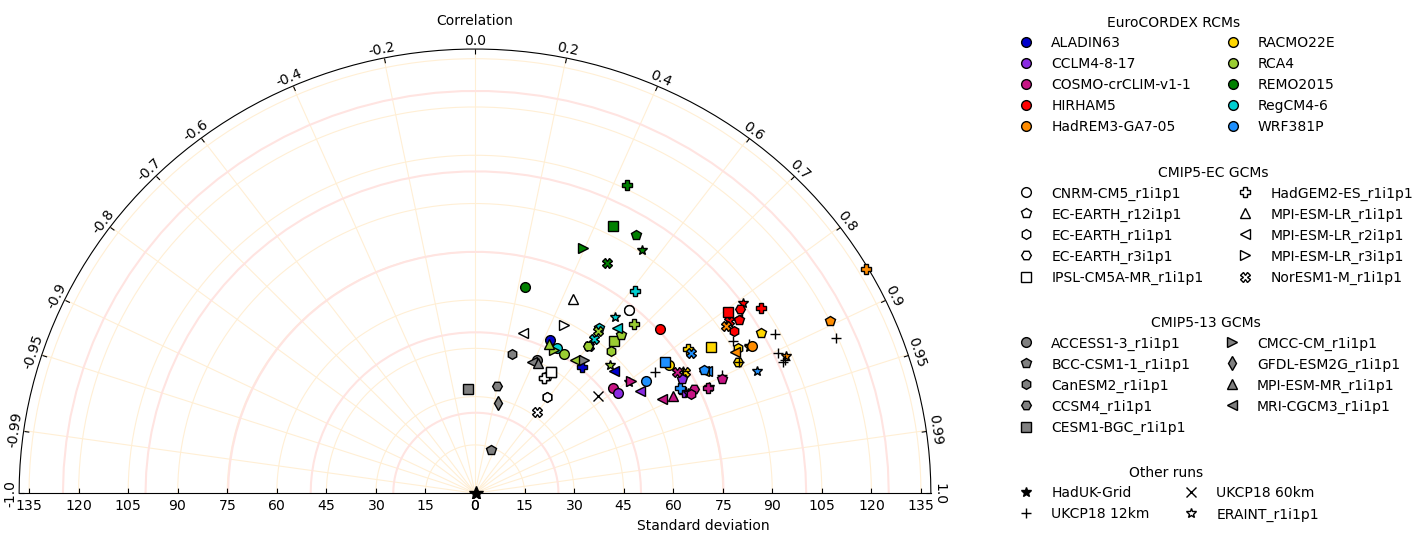 Correlation
0.0
-0.2
0.2
-0.4
0.4
-0.6
0.6
-0.7
0.7
-0.8
0.8
-0.9
0.9
-0.95
0.95
-0.99
0.99
-1.0
1.0
135 120 105 90 75 60 45 30 15 0 15 30 45 60 75 90 105 120 135
Standard deviation
EuroCORDEX RCMs
ALADIN63 RACMO22E
CCLM4-8-17 RCA4
COSMO-crCLIM-v1-1 REMO2015
HIRHAM5 RegCM4-6
HadREM3-GA7-05 WRF381P
CMIP5-EC GCMs
CNRM-CM5_r1i1p1 HadGEM2-ES_r1i1p1
EC-EARTH_r12i1p1 MPI-ESM-LR_r1i1p1
EC-EARTH_r1i1p1 MPI-ESM-LR_r2i1p1
EC-EARTH_r3i1p1 MPI-ESM-LR_r3i1p1
IPSL-CM5A-MR_r1i1p1 NorESM1-M_r1i1p1
CMIP5-13 GCMs
ACCESS1-3_r1i1p1 CMCC-CM_r1i1p1
BCC-CSM1-1_r1i1p1 GFDL-ESM2G_r1i1p1
CanESM2_r1i1p1 MPI-ESM-MR_r1i1p1
CCSM4_r1i1p1 MRI-CGCM3_r1i1p1
CESM1-BGC_r1i1p1
Other runs
HadUK-Grid UKCP18 60km
UKCP18 12km ERAINT_r1i1p1